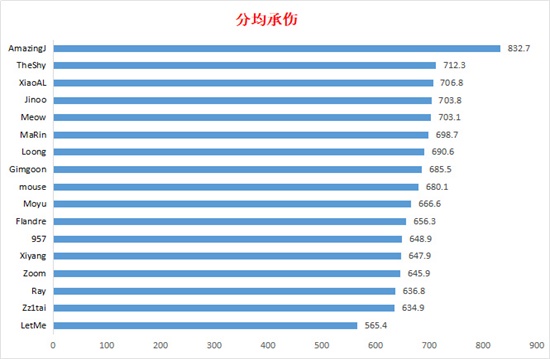 分均承伤
AmazingJ 832.7
TheShy 712.3
XiaoAL 706.8
Jinoo 703.8
Meow 703.1
MaRin 698.7
Loong 690.6
Gimgoon 685.5
mouse 680.1
Moyu 666.6
Flandre 656.3
957 648.9
Xiyang 647.9
Zoom 645.9
Ray 636.8
Zz1tai 634.9
LetMe 565.4
0 100 200 300 400 500 600 700 800 900